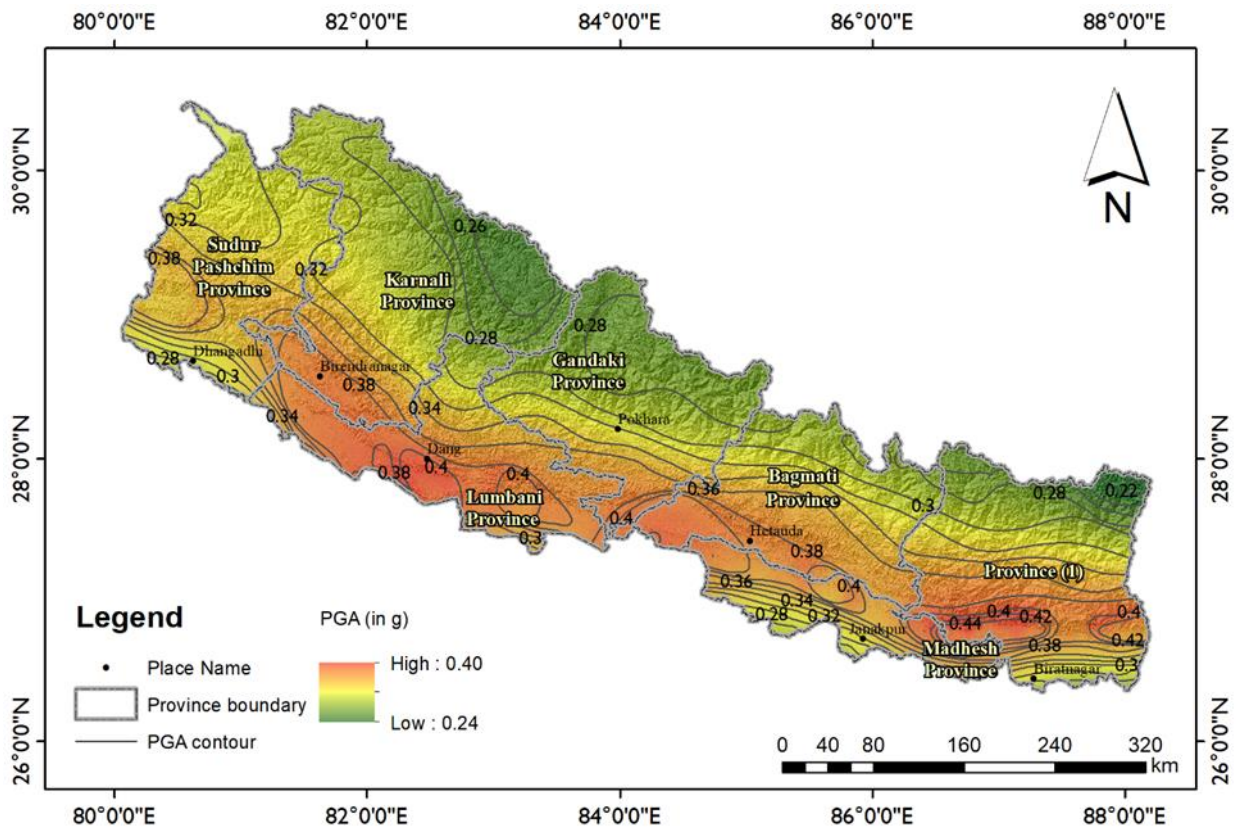 80°0'0"E
82°0'0"E
84°0'0"E
86°0'0"E
88°0'0"E
30°0'0"N
30°0'0"N
N
0.32
0.26
Sudur
Pashchim
Province
0.38
0.32
Karnali
Province
0.28
0.28
Gandaki
Province
0.28
Dhangadhi
0.3
Birendranagar
0.38
0.34
0.34
Pokhara
28°0'0"N
28°0'0"N
Dang
0.38
0.4
0.4
Lumbani
Province
0.3
0.36
Bagmati
Province
0.3
0.28
0.22
0.4
Hetauda
0.38
Province (1)
0.36
0.34
0.4
0.28
0.32
Janakpur
0.44
0.4
0.42
0.4
0.42
0.38
Madhesh
Province
0.3
Biratnagar
Legend
Place Name
Province boundary
PGA contour
PGA (in g)
High : 0.40
Low : 0.24
26°0'0"N
26°0'0"N
0 40 80 160 240 320
km
80°0'0"E
82°0'0"E
84°0'0"E
86°0'0"E
88°0'0"E